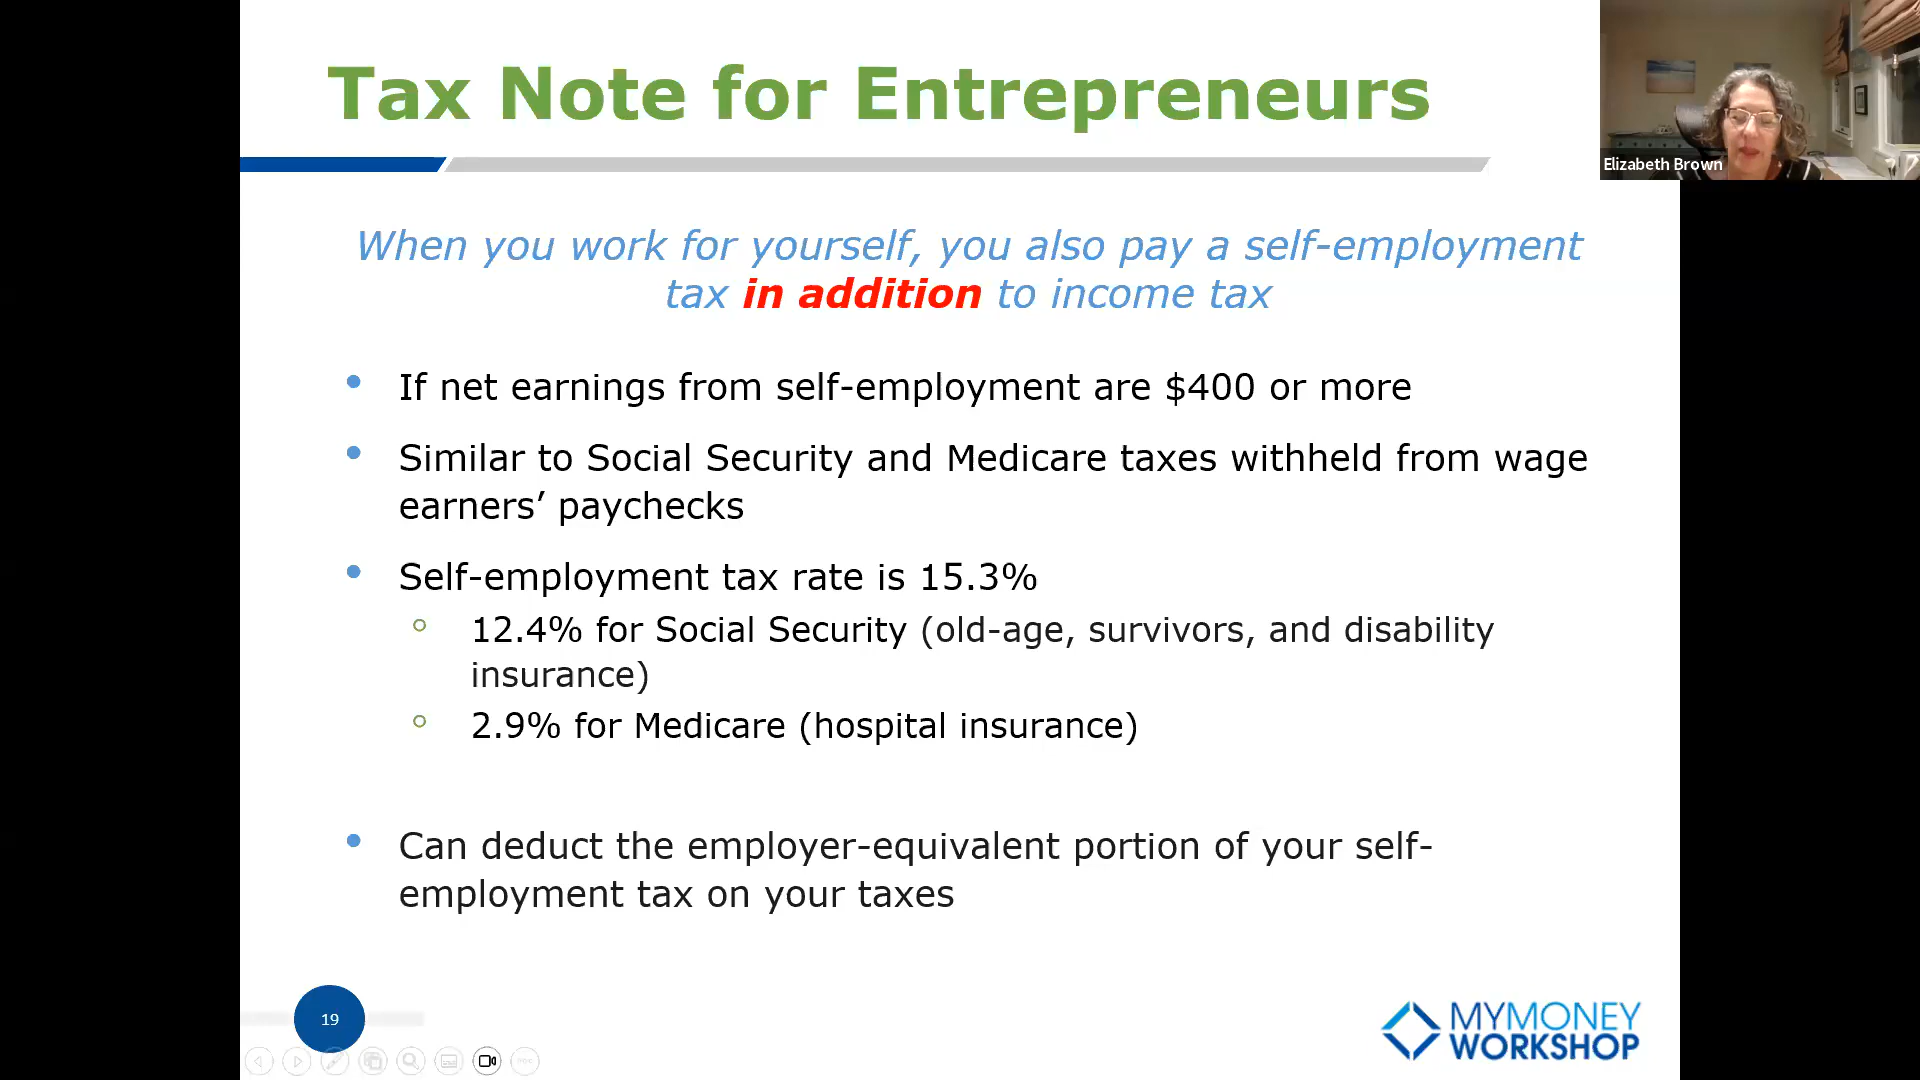 Tax Note for Entrepreneurs
Elizabeth Brown
When you work for yourself, you also pay a self-employment
tax in addition to income tax
If net earnings from self-employment are $400 or more
Similar to Social Security and Medicare taxes withheld from wage
earners’ paychecks
Self-employment tax rate is 15.3%
12.4% for Social Security (old-age, survivors, and disability
insurance)
2.9% for Medicare (hospital insurance)
Can deduct the employer-equivalent portion of your self-
employment tax on your taxes
19
MYMONEY
WORKSHOP